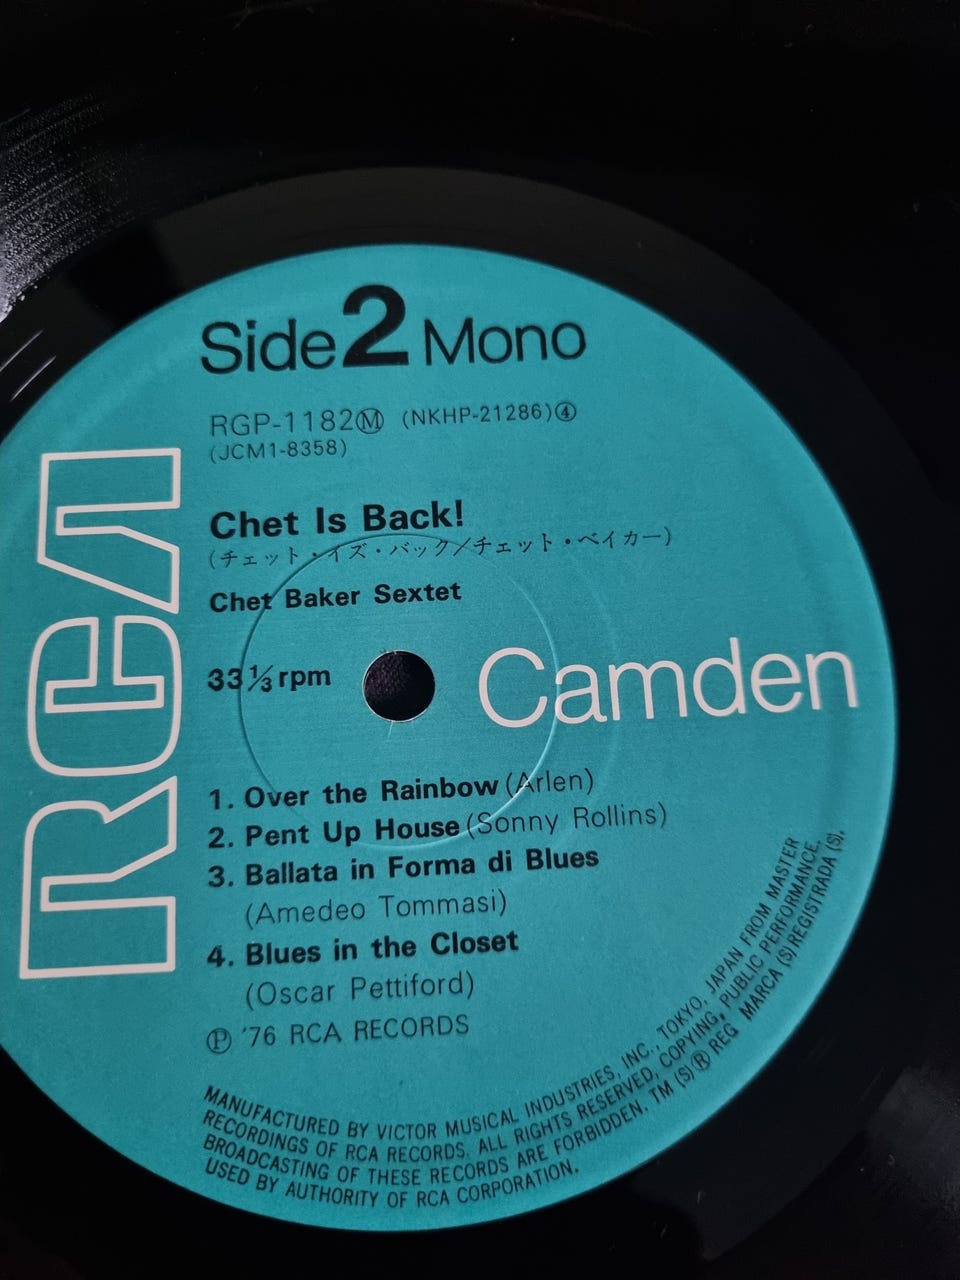 Side 2 Mono
RGP-1182Ⓜ (NKHP-21286)④
(JCM1-8358)
Chet Is Back!
(チェット・イズ・バック／チェット・ベイカー)
Chet Baker Sextet
33⅓rpm
RCA
Camden
1. Over the Rainbow (Arlen)
2. Pent Up House (Sonny Rollins)
3. Ballata in Forma di Blues
(Amedeo Tommasi)
4. Blues in the Closet
(Oscar Pettiford)
Ⓟ '76 RCA RECORDS
MANUFACTURED BY VICTOR MUSICAL INDUSTRIES, INC., TOKYO, JAPAN FROM MASTER
RECORDINGS OF RCA RECORDS. ALL RIGHTS RESERVED, COPYING, PUBLIC PERFORMANCE,
BROADCASTING OF THESE RECORDS ARE FORBIDDEN. TM (S) ® REG MARCA (S) REGISTRADA (S).
USED BY AUTHORITY OF RCA CORPORATION.